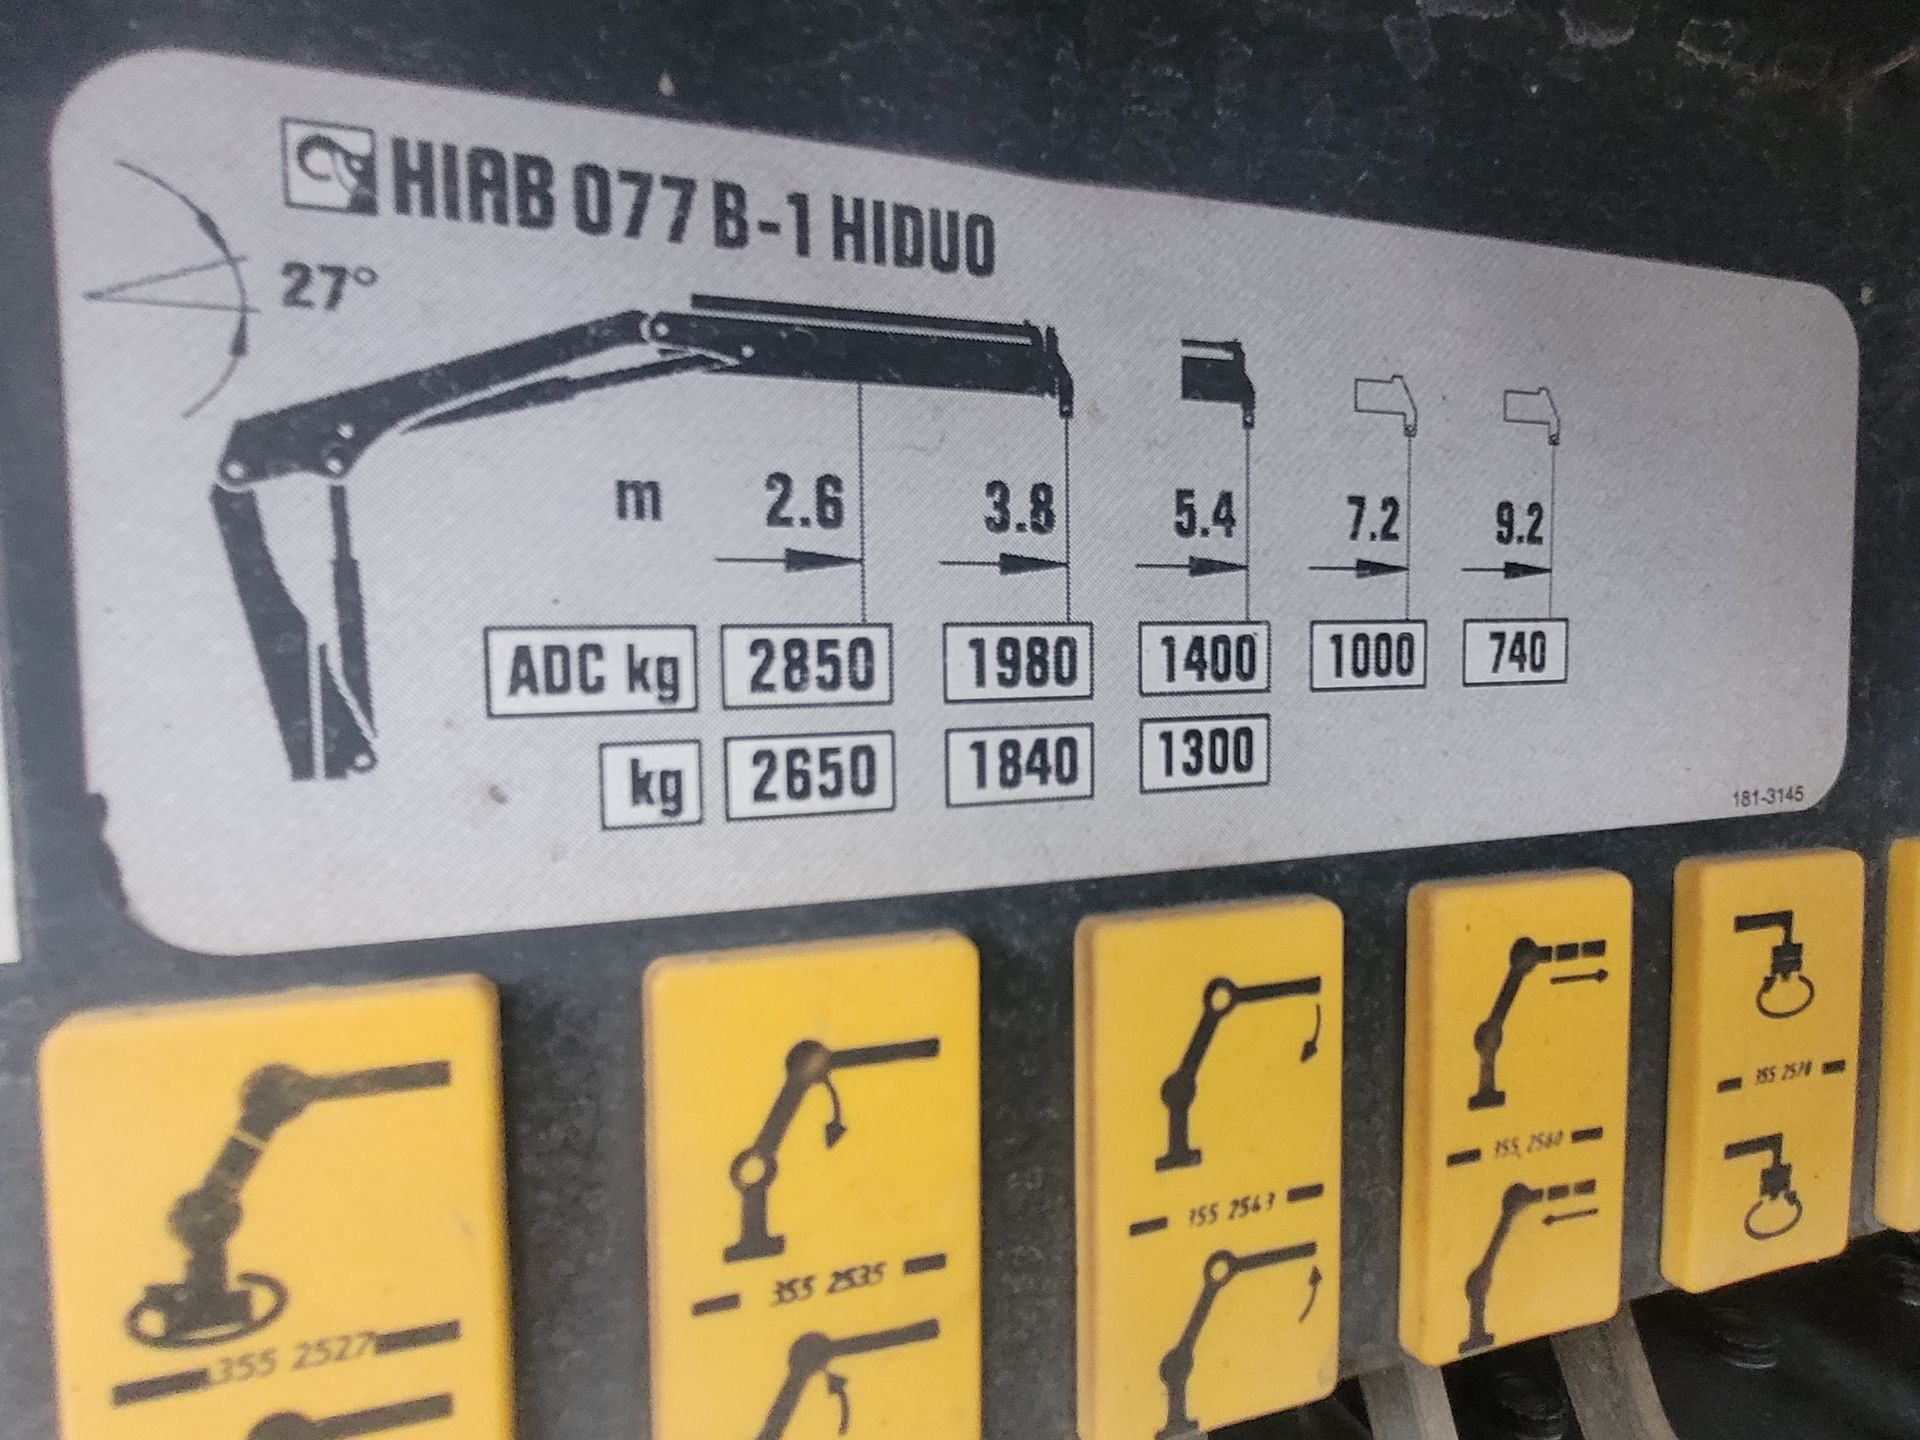 HIAB 077 B-1 HIDUO
27°
m 2.6 3.8 5.4 7.2 9.2
ADC kg 2850 1980 1400 1000 740
kg 2650 1840 1300
181-3145
355 2527
355 2535
355 2543
355 2560
355 2578